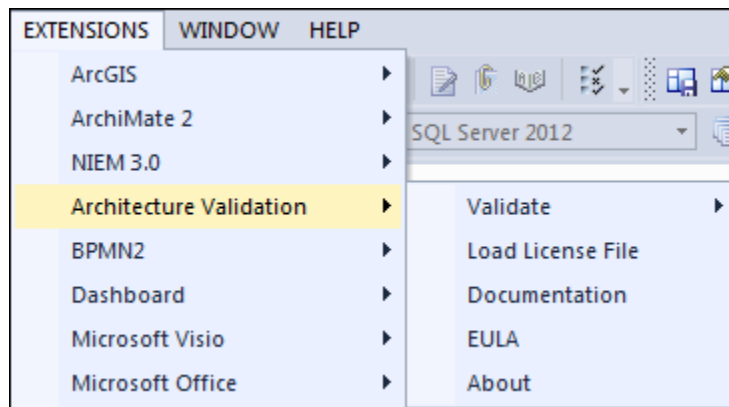 EXTENSIONS WINDOW HELP
ArcGIS
ArchiMate 2
SQL Server 2012
NIEM 3.0
Architecture Validation
Validate
BPMN2
Load License File
Dashboard
Documentation
Microsoft Visio
EULA
Microsoft Office
About